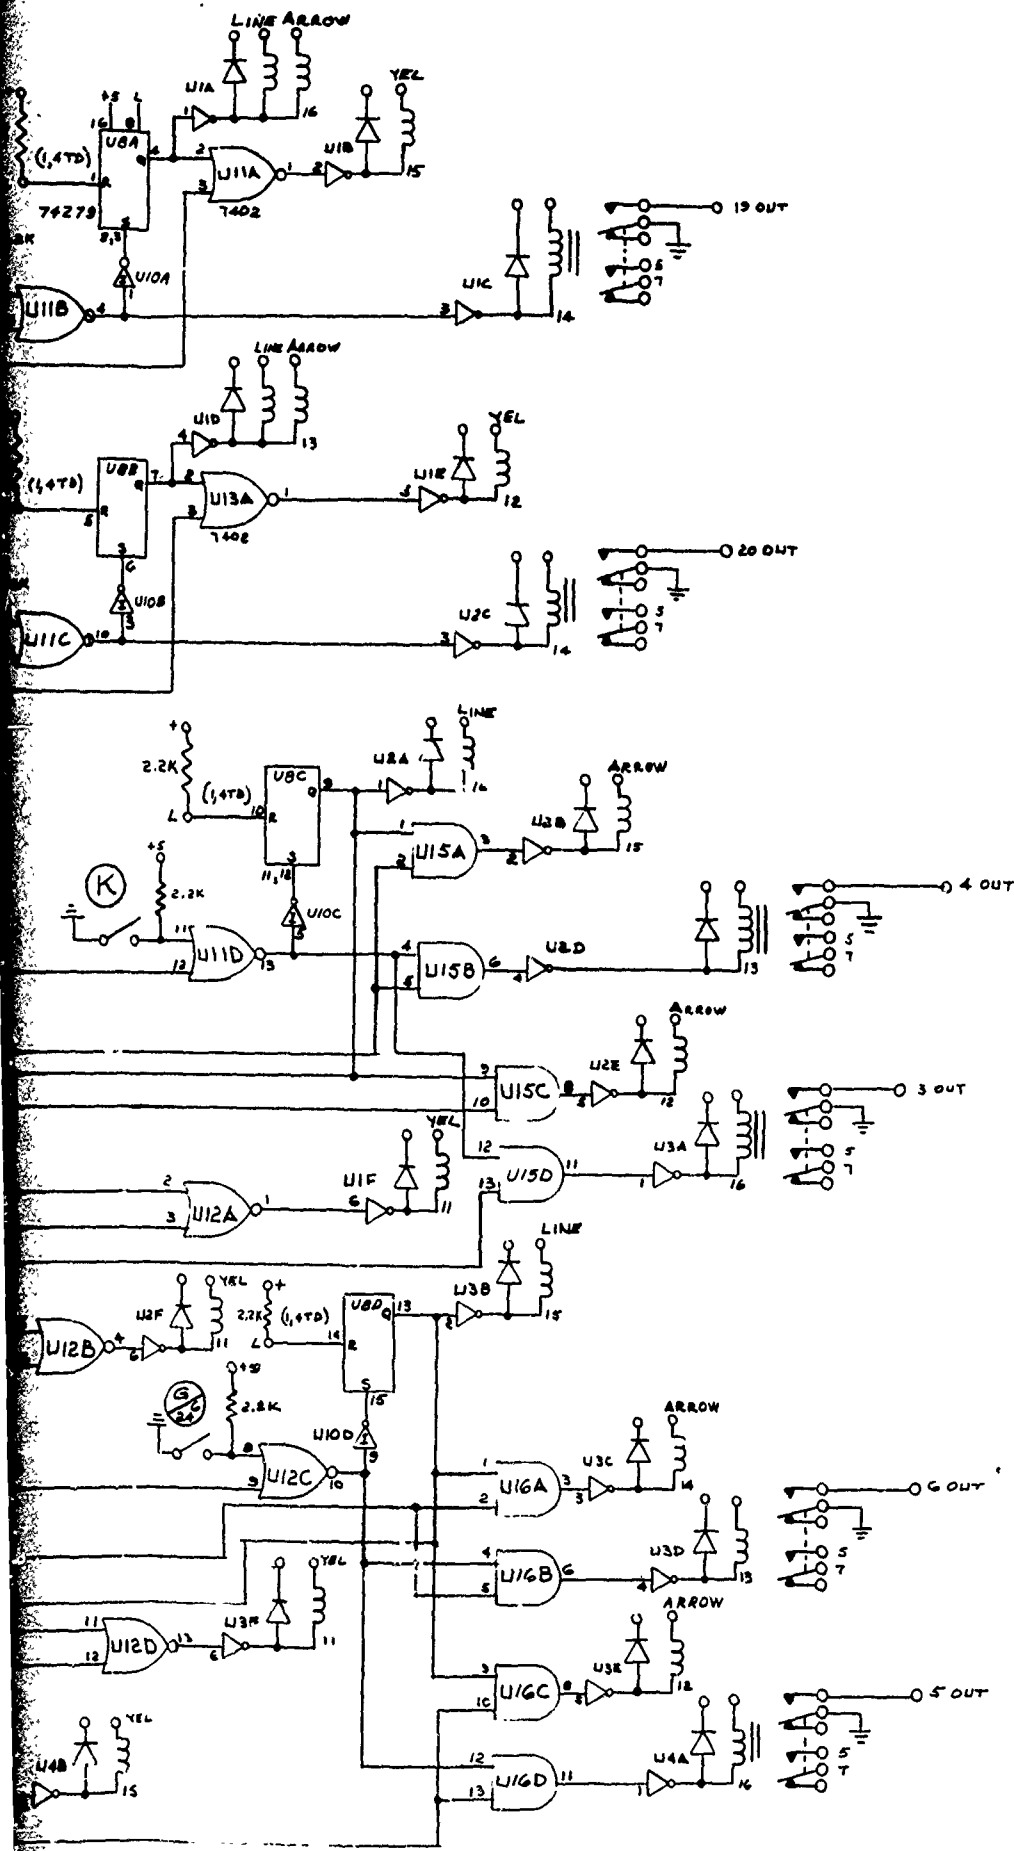 LINE ARROW
U1A
1
16
YEL
U1B
2
15
+5
L
16
8
U8A
Q
4
(1,4TD)
1
R
S
2,3
74279
2
3
U11A
1
7402
2K
U10A
1
U11B
4
U1C
3
14
19 OUT
5
7
LINE ARROW
U1D
4
13
YEL
U1E
5
12
U8B
Q
7
(1,4TD)
5
R
S
6
2
3
U13A
1
7402
U10B
3
U11C
10
U2C
3
14
20 OUT
5
7
+
2.2K
(1,4TD)
L
10
U8C
Q
9
R
S
11,12
LINE
U2A
1
16
ARROW
U2B
2
15
1
2
U15A
3
K
+5
2.2K
U10C
5
11
12
U11D
13
4
5
U15B
6
U2D
4
13
4 OUT
5
7
ARROW
U2E
5
12
9
10
U15C
8
12
13
U15D
11
U3A
1
16
3 OUT
5
7
YEL
U1F
6
11
2
3
U12A
1
LINE
U3B
2
15
YEL
U2F
6
11
U12B
4
+
2.2K
(1,4TD)
L
14
U8D
Q
13
R
S
15
G/246
+5
2.2K
U10D
9
8
9
U12C
10
ARROW
U3C
3
14
1
2
U16A
3
6 OUT
5
7
4
5
U16B
6
U3D
4
13
YEL
U3F
6
11
11
12
U12D
13
ARROW
U3E
5
12
9
10
U16C
8
5 OUT
5
7
YEL
U4B
15
12
13
U16D
11
U4A
1
16